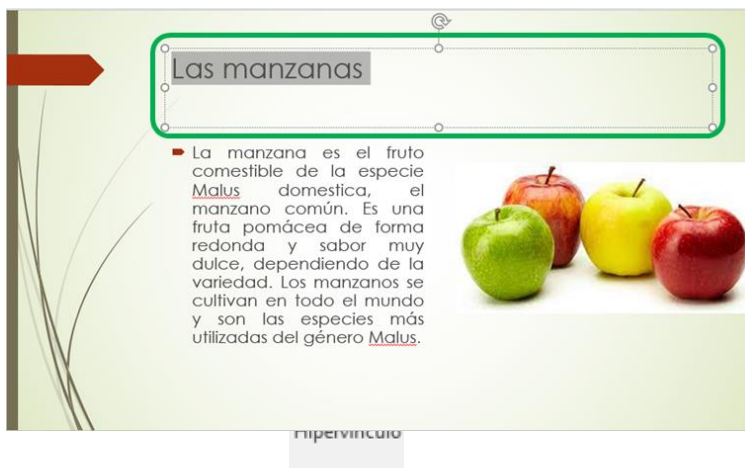 Las manzanas
La manzana es el fruto
comestible de la especie
Malus domestica, el
manzano común. Es una
fruta pomácea de forma
redonda y sabor muy
dulce, dependiendo de la
variedad. Los manzanos se
cultivan en todo el mundo
y son las especies más
utilizadas del género Malus.
Hipervínculo